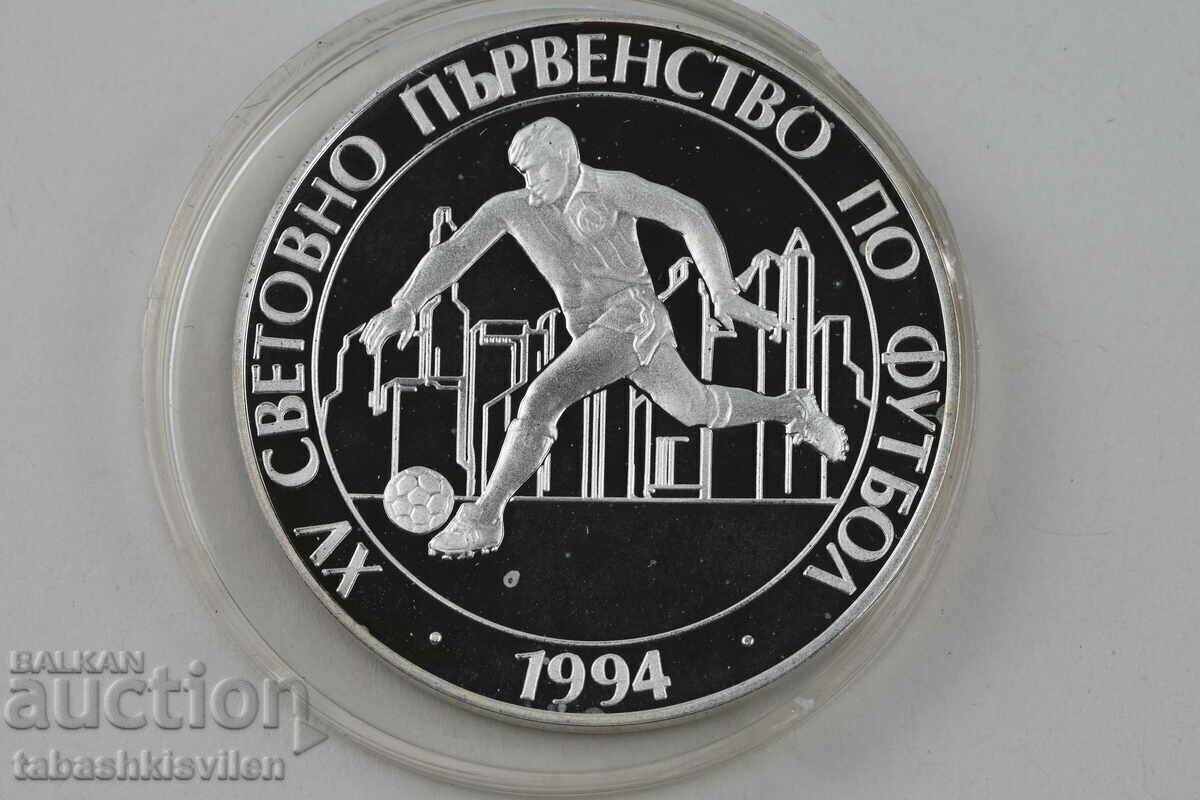 XV СВЕТОВНО ПЪРВЕНСТВО ПО ФУТБОЛ
1994
BALKAN
auction
tabashkisvilen